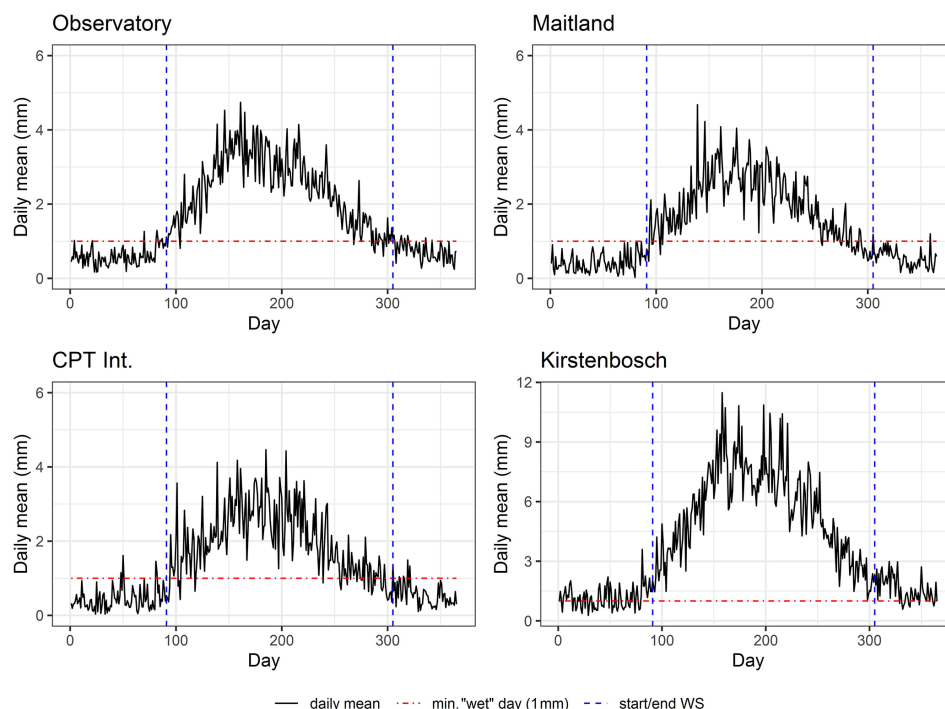 Observatory
Maitland
Daily mean (mm)
6
4
2
0
0 100 200 300
Day
Daily mean (mm)
6
4
2
0
0 100 200 300
Day
CPT Int.
Kirstenbosch
Daily mean (mm)
6
4
2
0
0 100 200 300
Day
Daily mean (mm)
12
9
6
3
0
0 100 200 300
Day
daily mean min. "wet" day (1mm) start/end WS